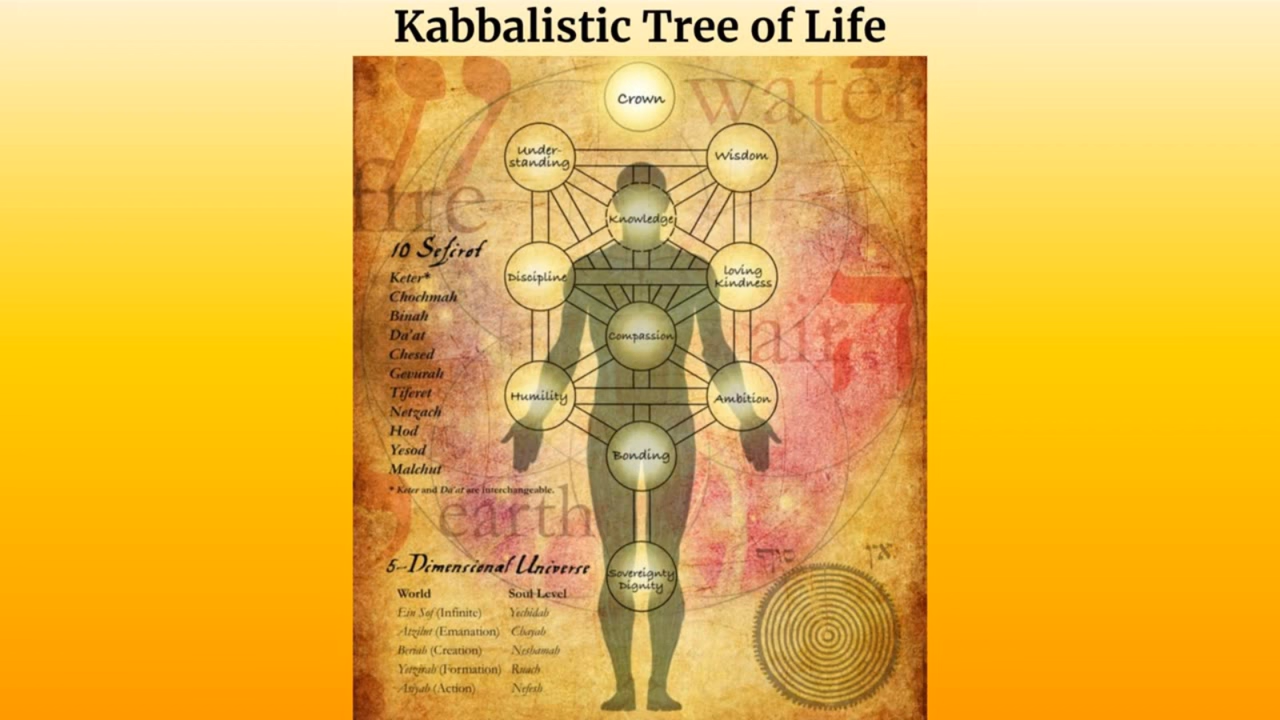 Kabbalistic Tree of Life
Crown
water
Under-
standing
Wisdom
fire
Knowledge
10 Sefirot
Keter*
Chochmah
Binah
Da'at
Chesed
Gevurah
Tiferet
Netzach
Hod
Yesod
Malchut
* Keter and Da'at are interchangeable.
Discipline
Loving
Kindness
Compassion
air
Humility
Ambition
Bonding
earth
Sovereignty
Dignity
5-Dimensional Universe
World Soul Level
Ein Sof (Infinite) Yechidah
Atzilut (Emanation) Chayah
Beriah (Creation) Neshamah
Yetzirah (Formation) Ruach
Asiyah (Action) Nefesh
אין סוף